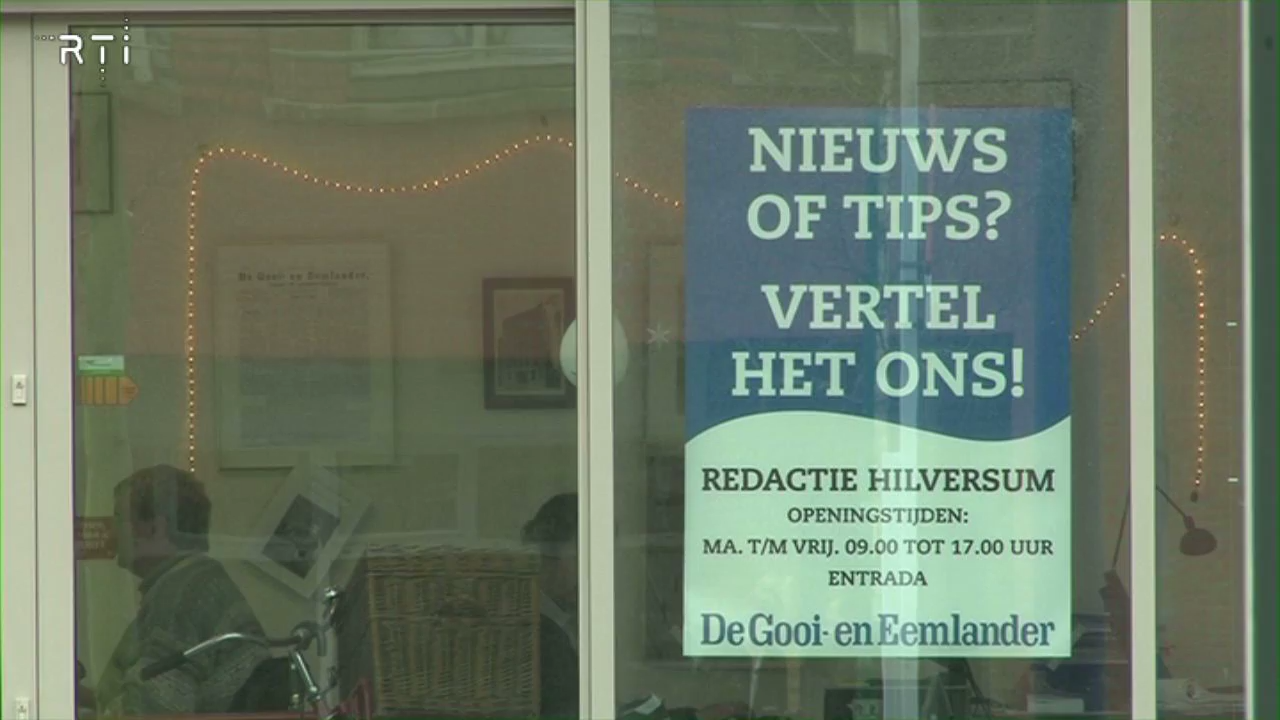 RTi
De Gooi- en Eemlander.
NIEUWS
OF TIPS?
VERTEL
HET ONS!
REDACTIE HILVERSUM
OPENINGSTIJDEN:
MA. T/M VRIJ. 09.00 TOT 17.00 UUR
ENTRADA
De Gooi- en Eemlander